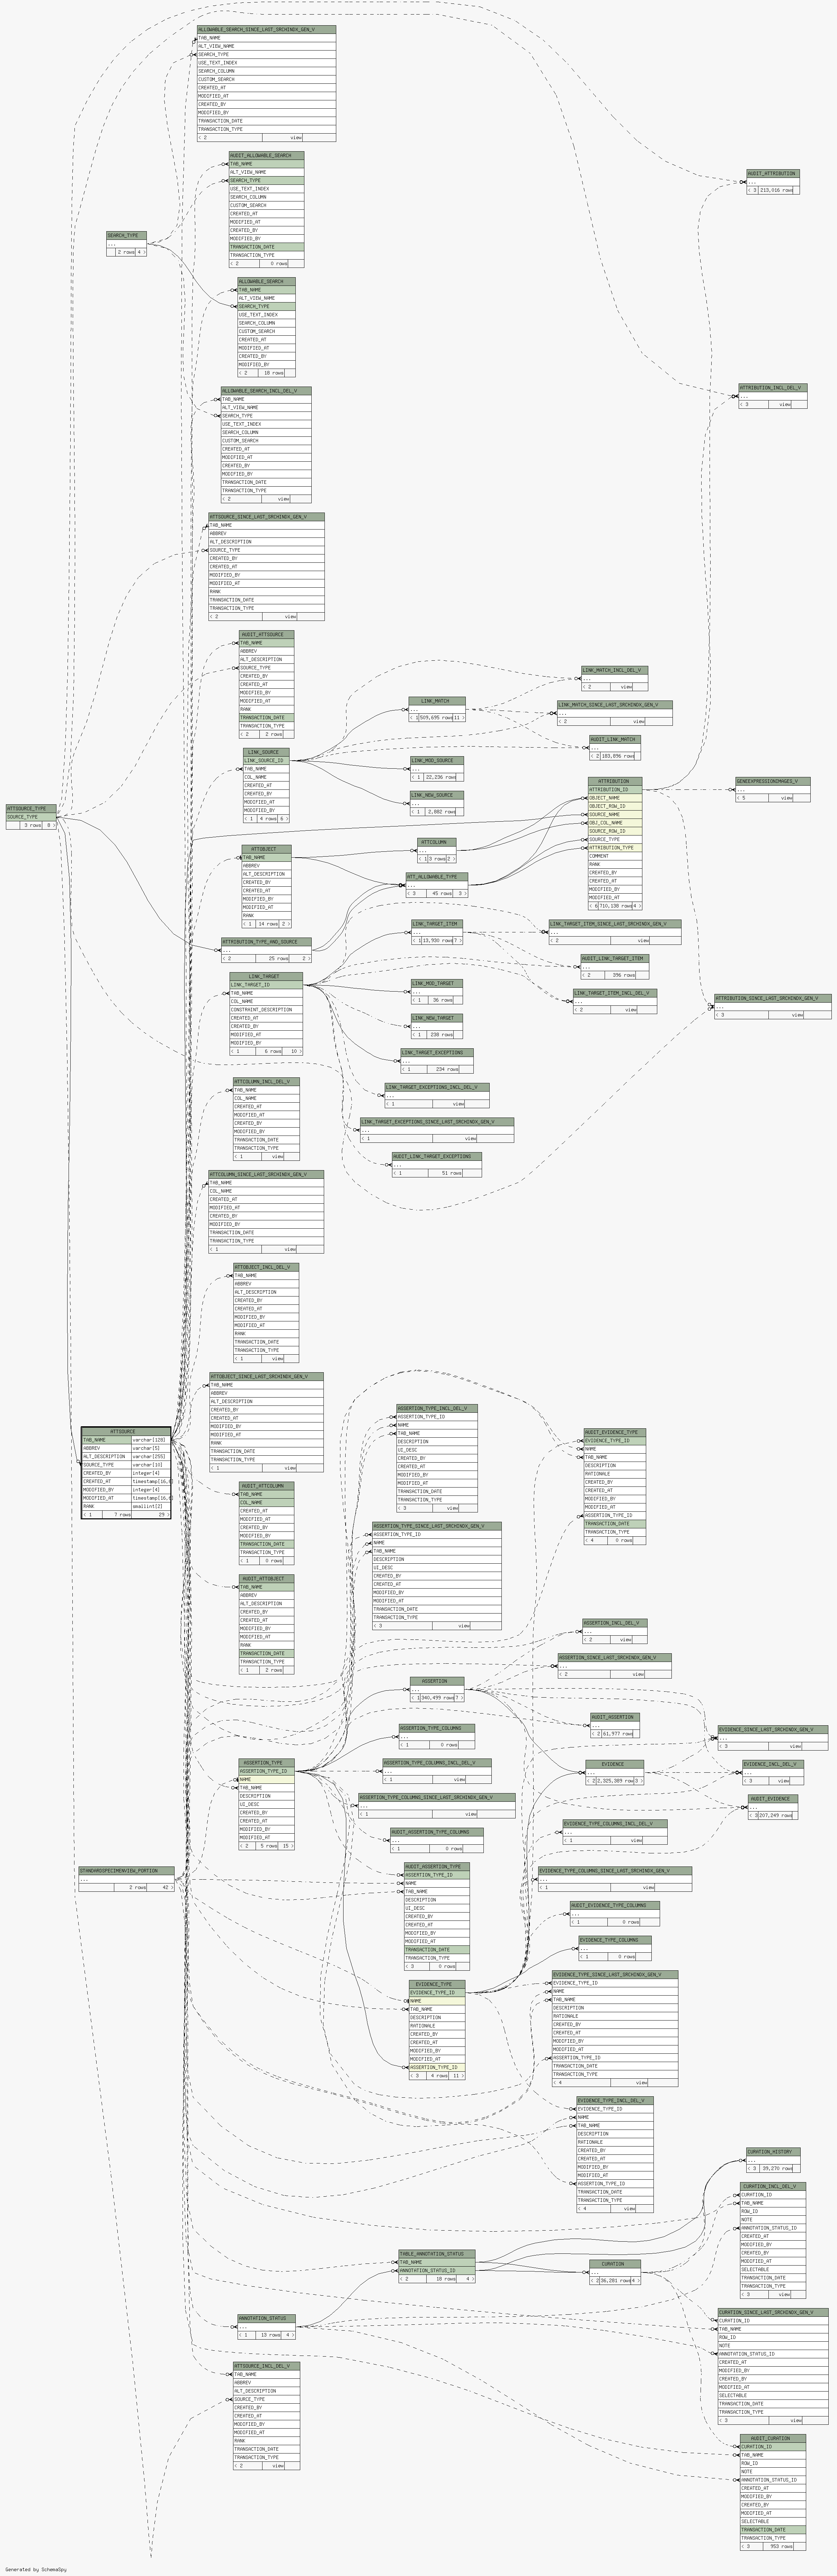 ALLOWABLE_SEARCH_SINCE_LAST_SRCHINDX_GEN_V
TAB_NAME
ALT_VIEW_NAME
SEARCH_TYPE
USE_TEXT_INDEX
SEARCH_COLUMN
CUSTOM_SEARCH
CREATED_AT
MODIFIED_AT
CREATED_BY
MODIFIED_BY
TRANSACTION_DATE
TRANSACTION_TYPE
< 2 view
AUDIT_ALLOWABLE_SEARCH
TAB_NAME
ALT_VIEW_NAME
SEARCH_TYPE
USE_TEXT_INDEX
SEARCH_COLUMN
CUSTOM_SEARCH
CREATED_AT
MODIFIED_AT
CREATED_BY
MODIFIED_BY
TRANSACTION_DATE
TRANSACTION_TYPE
< 2 0 rows
AUDIT_ATTRIBUTION
...
< 3 213,016 rows
SEARCH_TYPE
...
2 rows 4 >
ALLOWABLE_SEARCH
TAB_NAME
ALT_VIEW_NAME
SEARCH_TYPE
USE_TEXT_INDEX
SEARCH_COLUMN
CUSTOM_SEARCH
CREATED_AT
MODIFIED_AT
CREATED_BY
MODIFIED_BY
< 2 18 rows
ALLOWABLE_SEARCH_INCL_DEL_V
TAB_NAME
ALT_VIEW_NAME
SEARCH_TYPE
USE_TEXT_INDEX
SEARCH_COLUMN
CUSTOM_SEARCH
CREATED_AT
MODIFIED_AT
CREATED_BY
MODIFIED_BY
TRANSACTION_DATE
TRANSACTION_TYPE
< 2 view
ATTRIBUTION_INCL_DEL_V
...
< 3 view
ATTSOURCE_SINCE_LAST_SRCHINDX_GEN_V
TAB_NAME
ABBREV
ALT_DESCRIPTION
SOURCE_TYPE
CREATED_BY
CREATED_AT
MODIFIED_BY
MODIFIED_AT
RANK
TRANSACTION_DATE
TRANSACTION_TYPE
< 2 view
AUDIT_ATTSOURCE
TAB_NAME
ABBREV
ALT_DESCRIPTION
SOURCE_TYPE
CREATED_BY
CREATED_AT
MODIFIED_BY
MODIFIED_AT
RANK
TRANSACTION_DATE
TRANSACTION_TYPE
< 2 2 rows
LINK_MATCH_INCL_DEL_V
...
< 2 view
LINK_MATCH
...
< 1 509,695 rows 11 >
LINK_MATCH_SINCE_LAST_SRCHINDX_GEN_V
...
< 2 view
AUDIT_LINK_MATCH
...
< 2 103,896 rows
LINK_SOURCE
LINK_SOURCE_ID
TAB_NAME
COL_NAME
CREATED_AT
CREATED_BY
MODIFIED_AT
MODIFIED_BY
< 1 4 rows 6 >
LINK_MOD_SOURCE
...
< 1 22,236 rows
LINK_NEW_SOURCE
...
< 1 2,882 rows
ATTRIBUTION
ATTRIBUTION_ID
OBJECT_NAME
OBJECT_ROW_ID
SOURCE_NAME
OBJ_COL_NAME
SOURCE_ROW_ID
SOURCE_TYPE
ATTRIBUTION_TYPE
COMMENT
RANK
CREATED_BY
CREATED_AT
MODIFIED_BY
MODIFIED_AT
< 6 710,138 rows 4 >
GENEEXPRESSIONIMAGES_V
...
< 5 view
ATTSOURCE_TYPE
SOURCE_TYPE
3 rows 8 >
ATTOBJECT
TAB_NAME
ABBREV
ALT_DESCRIPTION
CREATED_BY
CREATED_AT
MODIFIED_BY
MODIFIED_AT
RANK
< 1 14 rows 2 >
ATTCOLUMN
...
< 1 3 rows 2 >
ATT_ALLOWABLE_TYPE
...
< 3 45 rows 3 >
ATTRIBUTION_TYPE_AND_SOURCE
...
< 2 25 rows 2 >
LINK_TARGET
LINK_TARGET_ID
TAB_NAME
COL_NAME
CONSTRAINT_DESCRIPTION
CREATED_AT
CREATED_BY
MODIFIED_AT
MODIFIED_BY
< 1 6 rows 10 >
LINK_TARGET_ITEM
...
< 1 13,930 rows 7 >
LINK_TARGET_ITEM_SINCE_LAST_SRCHINDX_GEN_V
...
< 2 view
AUDIT_LINK_TARGET_ITEM
...
< 2 396 rows
LINK_MOD_TARGET
...
< 1 36 rows
LINK_TARGET_ITEM_INCL_DEL_V
...
< 2 view
ATTRIBUTION_SINCE_LAST_SRCHINDX_GEN_V
...
< 3 view
LINK_NEW_TARGET
...
< 1 238 rows
LINK_TARGET_EXCEPTIONS
...
< 1 234 rows
LINK_TARGET_EXCEPTIONS_INCL_DEL_V
...
< 1 view
LINK_TARGET_EXCEPTIONS_SINCE_LAST_SRCHINDX_GEN_V
...
< 1 view
AUDIT_LINK_TARGET_EXCEPTIONS
...
< 1 51 rows
ATTCOLUMN_INCL_DEL_V
TAB_NAME
COL_NAME
CREATED_AT
MODIFIED_AT
CREATED_BY
MODIFIED_BY
TRANSACTION_DATE
TRANSACTION_TYPE
< 1 view
ATTCOLUMN_SINCE_LAST_SRCHINDX_GEN_V
TAB_NAME
COL_NAME
CREATED_AT
MODIFIED_AT
CREATED_BY
MODIFIED_BY
TRANSACTION_DATE
TRANSACTION_TYPE
< 1 view
ATTOBJECT_INCL_DEL_V
TAB_NAME
ABBREV
ALT_DESCRIPTION
CREATED_BY
CREATED_AT
MODIFIED_BY
MODIFIED_AT
RANK
TRANSACTION_DATE
TRANSACTION_TYPE
< 1 view
ATTOBJECT_SINCE_LAST_SRCHINDX_GEN_V
TAB_NAME
ABBREV
ALT_DESCRIPTION
CREATED_BY
CREATED_AT
MODIFIED_BY
MODIFIED_AT
RANK
TRANSACTION_DATE
TRANSACTION_TYPE
< 1 view
ATTSOURCE
TAB_NAME varchar[128]
ABBREV varchar[5]
ALT_DESCRIPTION varchar[255]
SOURCE_TYPE varchar[10]
CREATED_BY integer[4]
CREATED_AT timestamp[16,6]
MODIFIED_BY integer[4]
MODIFIED_AT timestamp[16,6]
RANK smallint[2]
< 1 7 rows 29 >
AUDIT_ATTCOLUMN
TAB_NAME
COL_NAME
CREATED_AT
MODIFIED_AT
CREATED_BY
MODIFIED_BY
TRANSACTION_DATE
TRANSACTION_TYPE
< 1 0 rows
AUDIT_ATTOBJECT
TAB_NAME
ABBREV
ALT_DESCRIPTION
CREATED_BY
CREATED_AT
MODIFIED_BY
MODIFIED_AT
RANK
TRANSACTION_DATE
TRANSACTION_TYPE
< 1 2 rows
ASSERTION_TYPE_INCL_DEL_V
ASSERTION_TYPE_ID
NAME
TAB_NAME
DESCRIPTION
UI_DESC
CREATED_BY
CREATED_AT
MODIFIED_BY
MODIFIED_AT
TRANSACTION_DATE
TRANSACTION_TYPE
< 3 view
AUDIT_EVIDENCE_TYPE
EVIDENCE_TYPE_ID
NAME
TAB_NAME
DESCRIPTION
RATIONALE
CREATED_BY
CREATED_AT
MODIFIED_BY
MODIFIED_AT
ASSERTION_TYPE_ID
TRANSACTION_DATE
TRANSACTION_TYPE
< 4 0 rows
ASSERTION_TYPE_SINCE_LAST_SRCHINDX_GEN_V
ASSERTION_TYPE_ID
NAME
TAB_NAME
DESCRIPTION
UI_DESC
CREATED_BY
CREATED_AT
MODIFIED_BY
MODIFIED_AT
TRANSACTION_DATE
TRANSACTION_TYPE
< 3 view
ASSERTION_INCL_DEL_V
...
< 2 view
ASSERTION_SINCE_LAST_SRCHINDX_GEN_V
...
< 2 view
ASSERTION
...
< 1 340,499 rows 7 >
AUDIT_ASSERTION
...
< 2 61,977 rows
EVIDENCE_SINCE_LAST_SRCHINDX_GEN_V
...
< 3 view
ASSERTION_TYPE_COLUMNS
...
< 1 0 rows
ASSERTION_TYPE
ASSERTION_TYPE_ID
NAME
TAB_NAME
DESCRIPTION
UI_DESC
CREATED_BY
CREATED_AT
MODIFIED_BY
MODIFIED_AT
< 2 5 rows 15 >
ASSERTION_TYPE_COLUMNS_INCL_DEL_V
...
< 1 view
EVIDENCE
...
< 2 2,325,389 rows 3 >
EVIDENCE_INCL_DEL_V
...
< 3 view
ASSERTION_TYPE_COLUMNS_SINCE_LAST_SRCHINDX_GEN_V
...
< 1 view
AUDIT_EVIDENCE
...
< 3 207,249 rows
AUDIT_ASSERTION_TYPE_COLUMNS
...
< 1 0 rows
EVIDENCE_TYPE_COLUMNS_INCL_DEL_V
...
< 1 view
STANDARDSPECIMENVIEW_PORTION
...
2 rows 42 >
AUDIT_ASSERTION_TYPE
ASSERTION_TYPE_ID
NAME
TAB_NAME
DESCRIPTION
UI_DESC
CREATED_BY
CREATED_AT
MODIFIED_BY
MODIFIED_AT
TRANSACTION_DATE
TRANSACTION_TYPE
< 3 0 rows
EVIDENCE_TYPE_COLUMNS_SINCE_LAST_SRCHINDX_GEN_V
...
< 1 view
AUDIT_EVIDENCE_TYPE_COLUMNS
...
< 1 0 rows
EVIDENCE_TYPE_COLUMNS
...
< 1 0 rows
EVIDENCE_TYPE
EVIDENCE_TYPE_ID
NAME
TAB_NAME
DESCRIPTION
RATIONALE
CREATED_BY
CREATED_AT
MODIFIED_BY
MODIFIED_AT
ASSERTION_TYPE_ID
< 3 4 rows 11 >
EVIDENCE_TYPE_SINCE_LAST_SRCHINDX_GEN_V
EVIDENCE_TYPE_ID
NAME
TAB_NAME
DESCRIPTION
RATIONALE
CREATED_BY
CREATED_AT
MODIFIED_BY
MODIFIED_AT
ASSERTION_TYPE_ID
TRANSACTION_DATE
TRANSACTION_TYPE
< 4 view
EVIDENCE_TYPE_INCL_DEL_V
EVIDENCE_TYPE_ID
NAME
TAB_NAME
DESCRIPTION
RATIONALE
CREATED_BY
CREATED_AT
MODIFIED_BY
MODIFIED_AT
ASSERTION_TYPE_ID
TRANSACTION_DATE
TRANSACTION_TYPE
< 4 view
CURATION_HISTORY
...
< 3 39,270 rows
CURATION_INCL_DEL_V
CURATION_ID
TAB_NAME
ROW_ID
NOTE
ANNOTATION_STATUS_ID
CREATED_AT
MODIFIED_BY
CREATED_BY
MODIFIED_AT
SELECTABLE
TRANSACTION_DATE
TRANSACTION_TYPE
< 3 view
TABLE_ANNOTATION_STATUS
TAB_NAME
ANNOTATION_STATUS_ID
< 2 18 rows 4 >
CURATION
...
< 2 36,281 rows 4 >
ANNOTATION_STATUS
...
< 1 13 rows 4 >
CURATION_SINCE_LAST_SRCHINDX_GEN_V
CURATION_ID
TAB_NAME
ROW_ID
NOTE
ANNOTATION_STATUS_ID
CREATED_AT
MODIFIED_BY
CREATED_BY
MODIFIED_AT
SELECTABLE
TRANSACTION_DATE
TRANSACTION_TYPE
< 3 view
ATTSOURCE_INCL_DEL_V
TAB_NAME
ABBREV
ALT_DESCRIPTION
SOURCE_TYPE
CREATED_BY
CREATED_AT
MODIFIED_BY
MODIFIED_AT
RANK
TRANSACTION_DATE
TRANSACTION_TYPE
< 2 view
AUDIT_CURATION
CURATION_ID
TAB_NAME
ROW_ID
NOTE
ANNOTATION_STATUS_ID
CREATED_AT
MODIFIED_BY
CREATED_BY
MODIFIED_AT
SELECTABLE
TRANSACTION_DATE
TRANSACTION_TYPE
< 3 953 rows
Generated by SchemaSpy